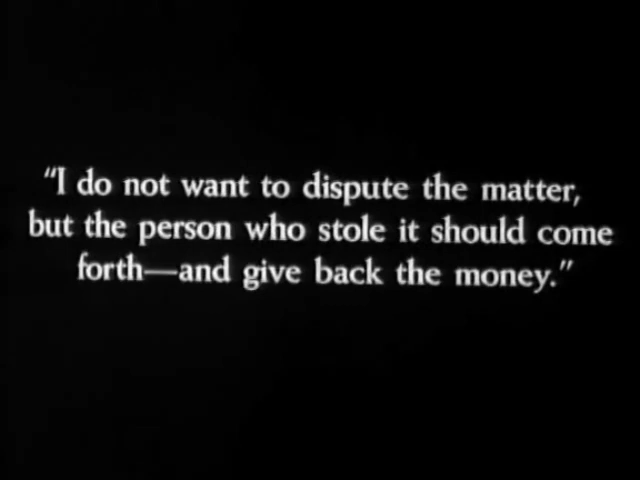 "I do not want to dispute the matter,
but the person who stole it should come
forth—and give back the money."